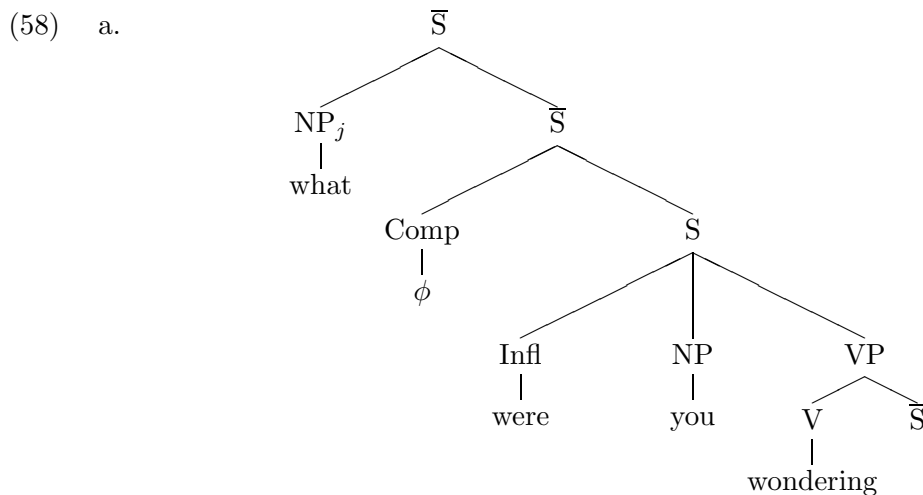 (58) a. S̅
NP_j S̅
what
Comp S
ϕ
Infl NP VP
were you V S̅
wondering